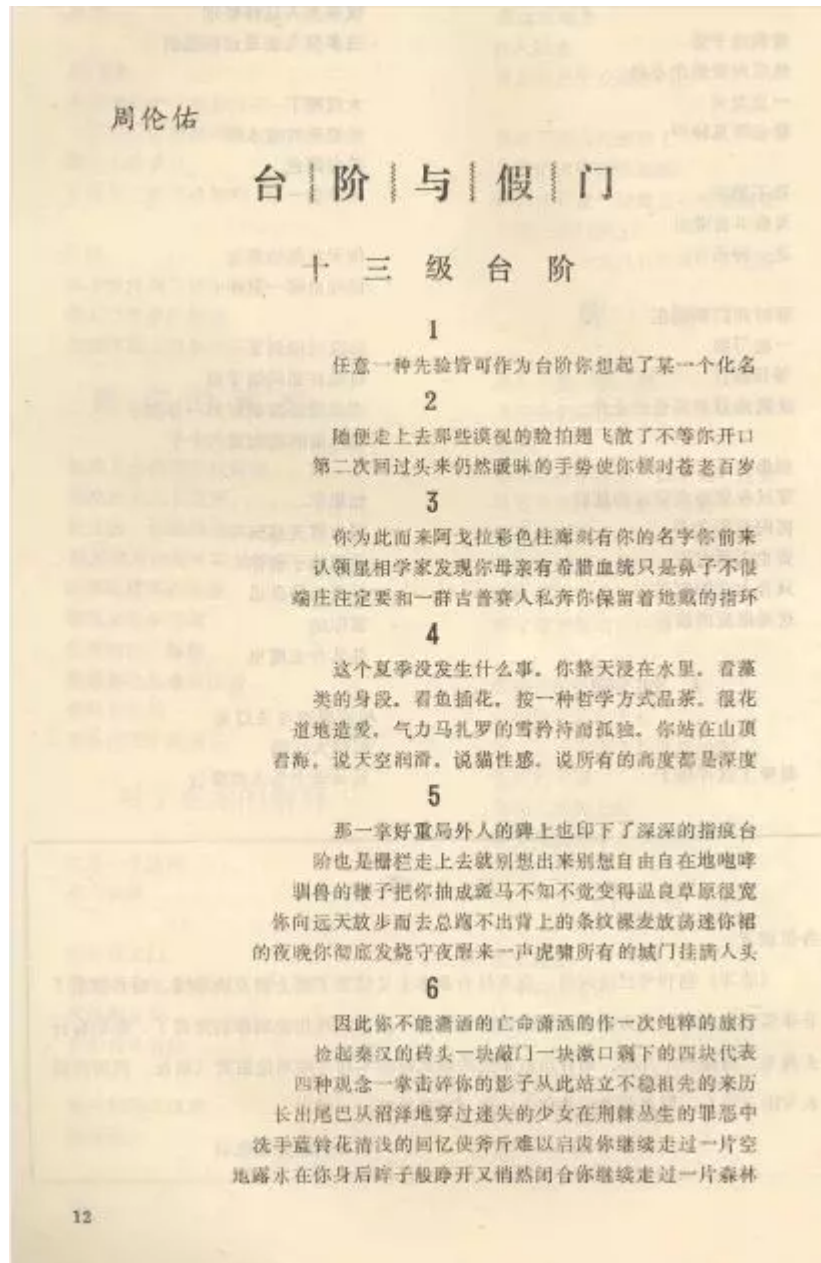 周伦佑
台阶与假门
十三级台阶
1
任意一种先验皆可作为台阶你想起了某一个化名
2
随便走上去那些漠视的脸拍翅飞散了不等你开口
第二次回过头来仍然暧昧的手势使你顿时苍老百岁
3
你为此而来阿戈拉彩色柱廊刻有你的名字你前来
认领星相学家发现你母亲有希腊血统只是鼻子不很
端庄注定要和一群吉普赛人私奔你保留着她戴的指环
4
这个夏季没发生什么事。你整天浸在水里。看藻
类的身段。看鱼插花。按一种哲学方式品茶。很花
道地造爱。气力马扎罗的雪矜持而孤独。你站在山顶
看海。说天空润滑。说猫性感。说所有的高度都是深度
5
那一掌好重局外人的碑上也印下了深深的指痕台
阶也是栅栏走上去就别想出来别想自由自在地咆哮
驯兽的鞭子把你抽成斑马不知不觉变得温良草原很宽
你向远天放步而去总跑不出背上的条纹裸麦放荡迷你裙
的夜晚你彻底发烧守夜醒来一声虎啸所有的城门挂满人头
6
因此你不能潇洒的亡命潇洒的作一次纯粹的旅行
捡起秦汉的砖头一块敲门一块漱口剩下的四块代表
四种观念一掌击碎你的影子从此站立不稳祖先的来历
长出尾巴从沼泽地穿过迷失的少女在荆棘丛生的罪恶中
洗手蓝铃花清浅的回忆使斧斤难以启齿你继续走过一片空
地露水在你身后眸子般睁开又悄然闭合你继续走过一片森林
12